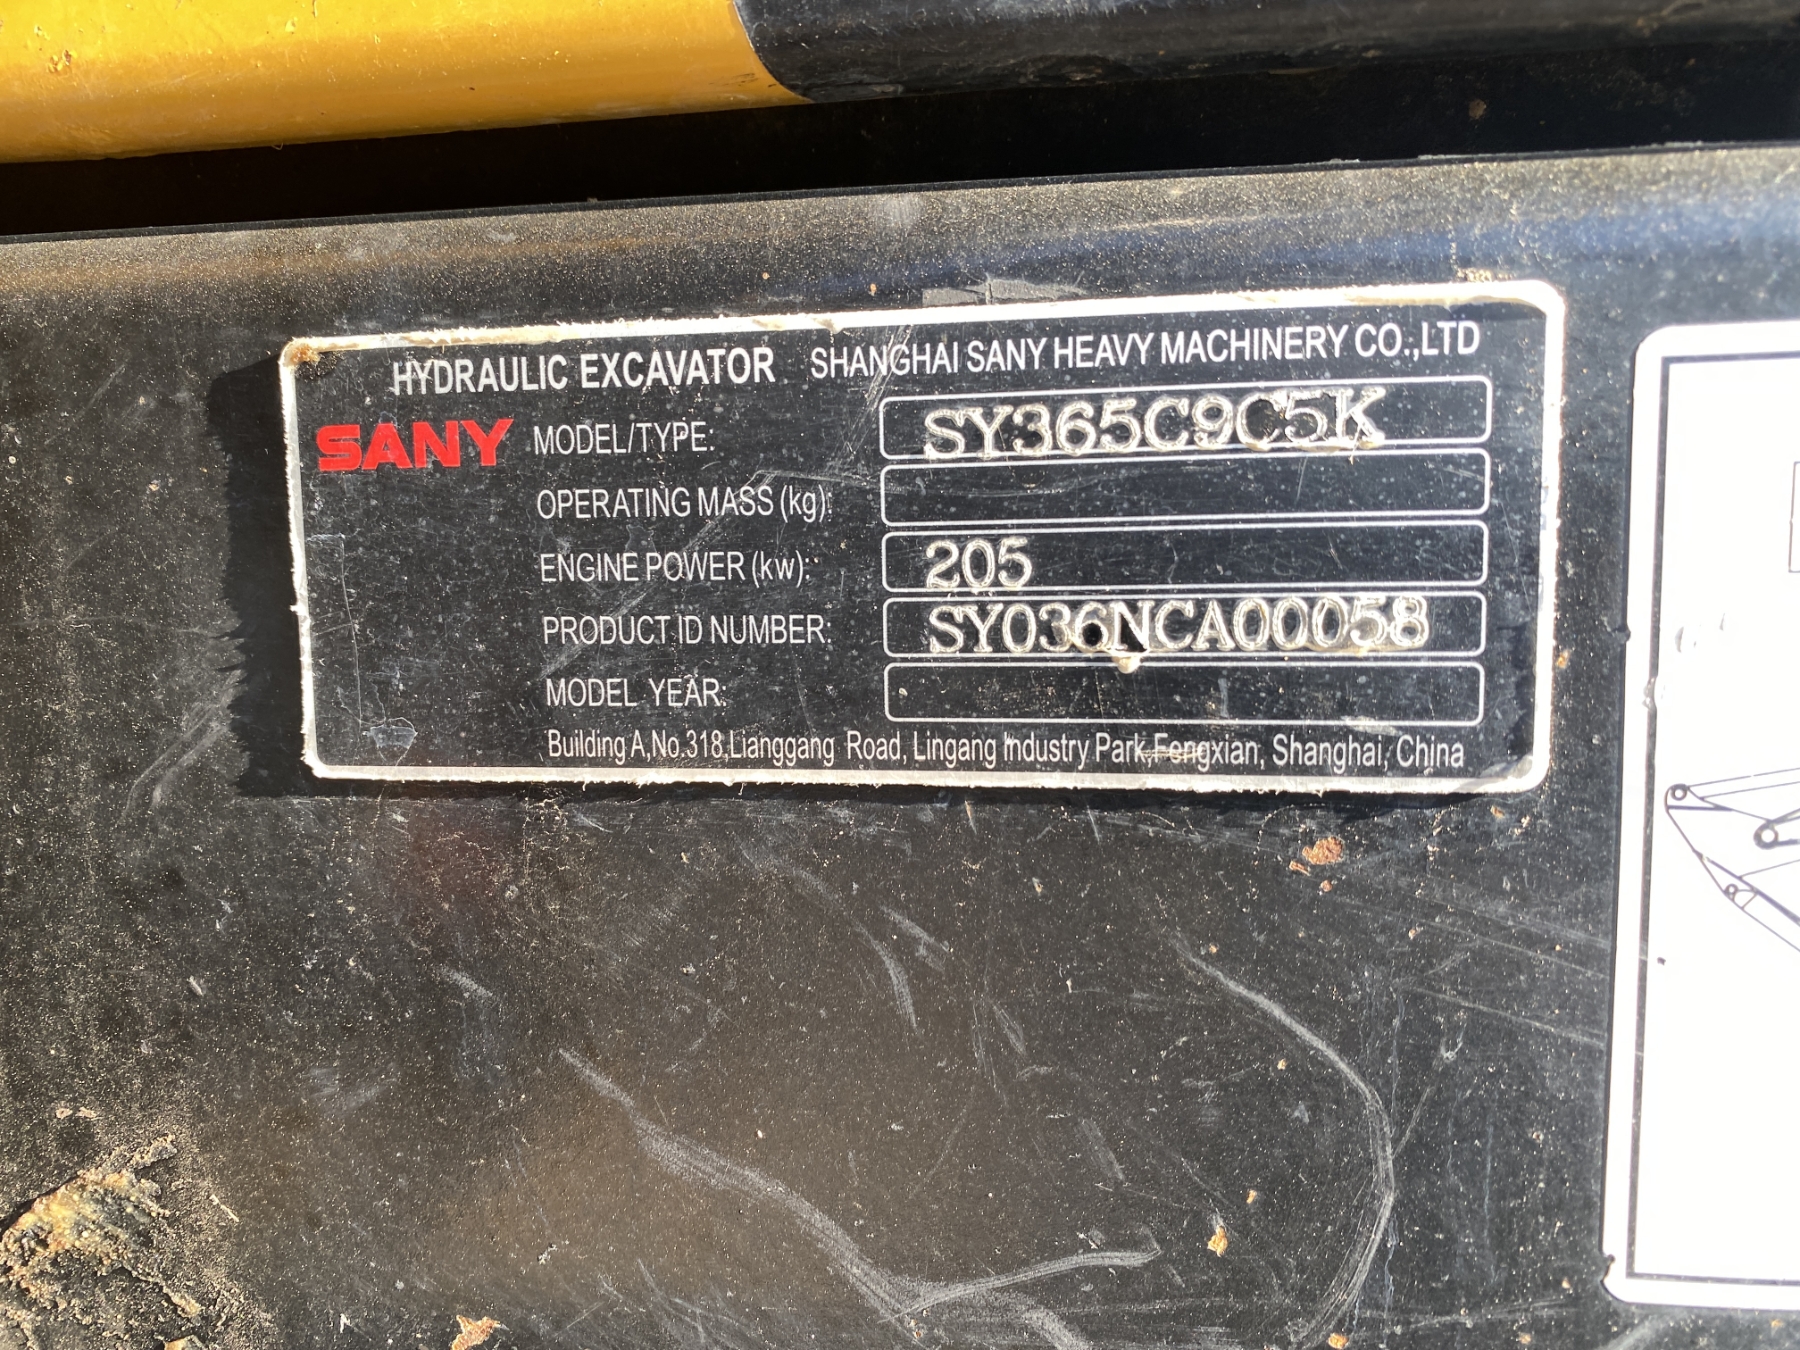 HYDRAULIC EXCAVATOR SHANGHAI SANY HEAVY MACHINERY CO.,LTD
SANY MODEL/TYPE: SY365C9C5K
OPERATING MASS (kg):
ENGINE POWER (kw): 205
PRODUCT ID NUMBER: SY036NCA00058
MODEL YEAR:
Building A,No.318,Lianggang Road, Lingang Industry Park,Fengxian, Shanghai, China